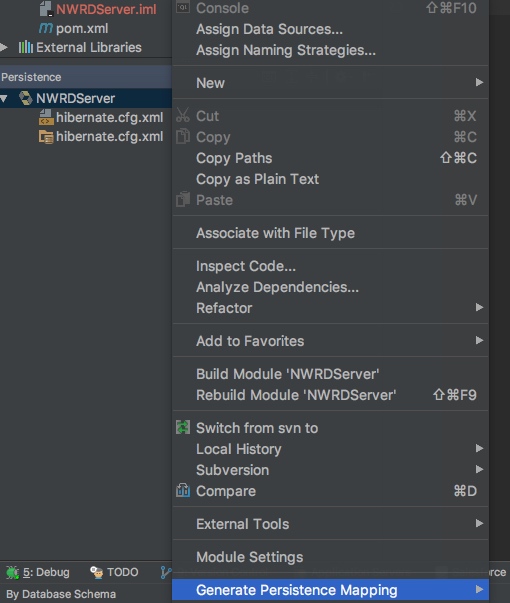 NWRDServer.iml
pom.xml
External Libraries
Persistence
NWRDServer
hibernate.cfg.xml
hibernate.cfg.xml
Console ⇧⌘F10
Assign Data Sources...
Assign Naming Strategies...
New
Cut ⌘X
Copy ⌘C
Copy Paths ⇧⌘C
Copy as Plain Text
Paste ⌘V
Associate with File Type
Inspect Code...
Analyze Dependencies...
Refactor
Add to Favorites
Build Module 'NWRDServer'
Rebuild Module 'NWRDServer' ⇧⌘F9
Switch from svn to
Local History
Subversion
Compare ⌘D
External Tools
Module Settings
Generate Persistence Mapping
5: Debug
TODO
By Database Schema